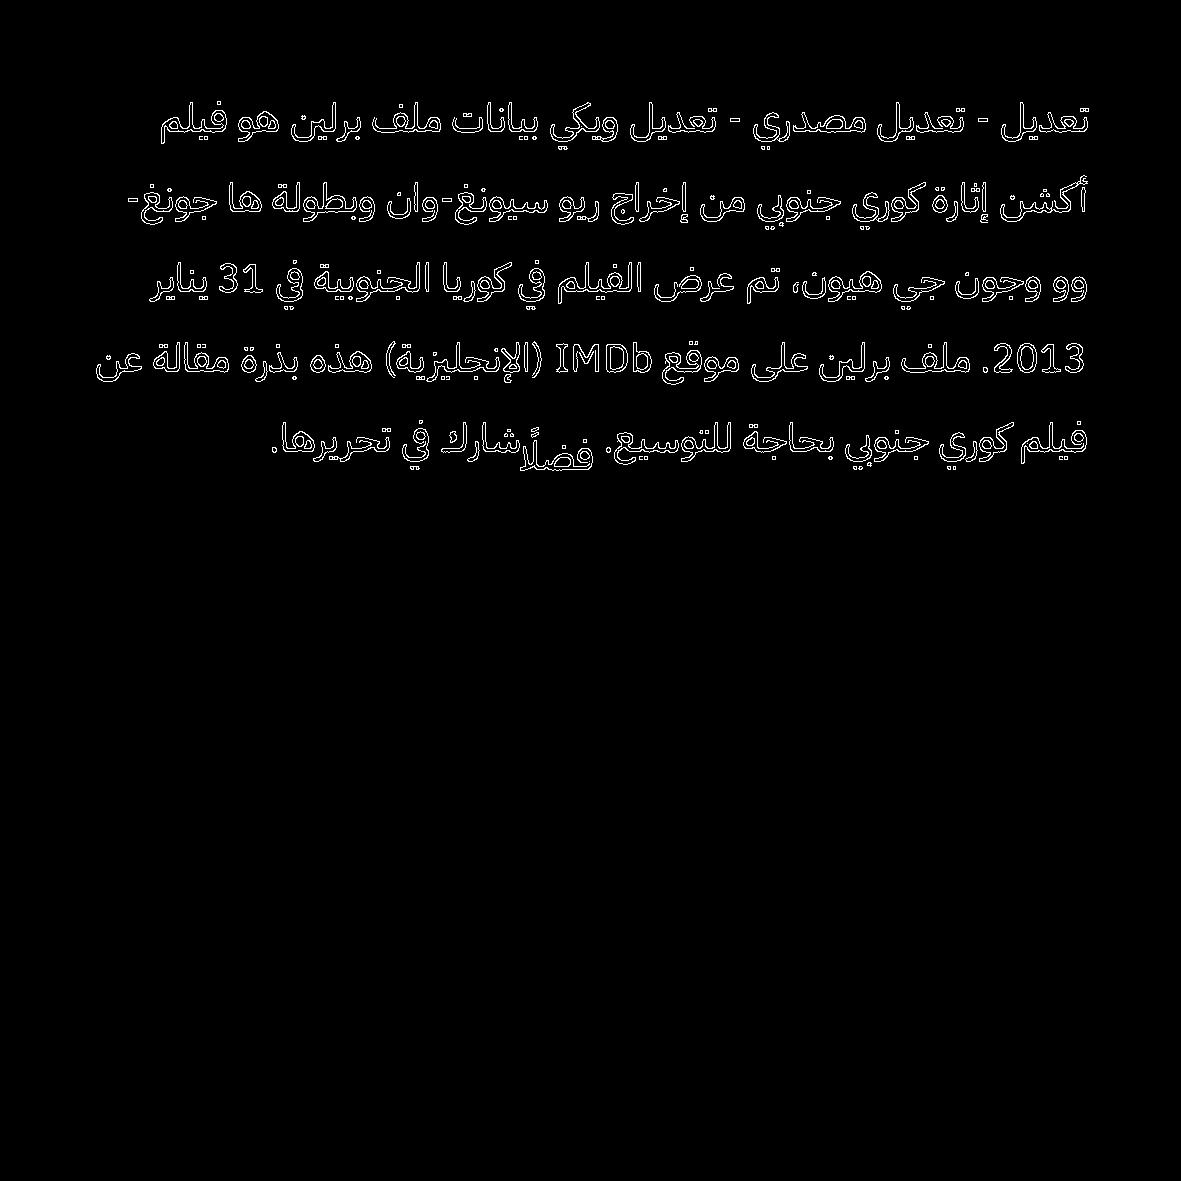 تعديل - تعديل مصدري - تعديل ويكي بيانات ملف برلين هو فيلم
أكشن إثارة كوري جنوبي من إخراج ريو سيونغ-وان وبطولة ها جونغ-
وو وجون جي هيون، تم عرض الفيلم في كوريا الجنوبية في 31 يناير
2013. ملف برلين على موقع IMDb (الإنجليزية) هذه بذرة مقالة عن
فيلم كوري جنوبي بحاجة للتوسيع. فضلًا شارك في تحريرها.